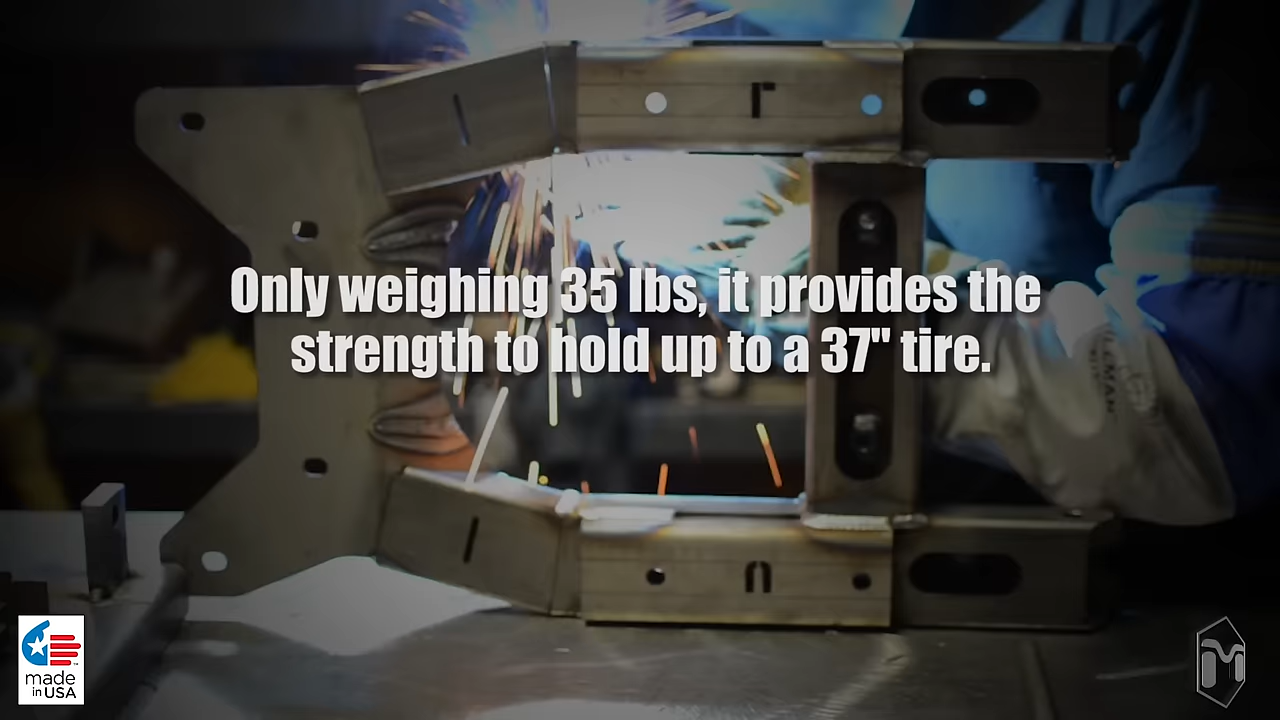 Only weighing 35 lbs, it provides the
strength to hold up to a 37" tire.
made
in USA